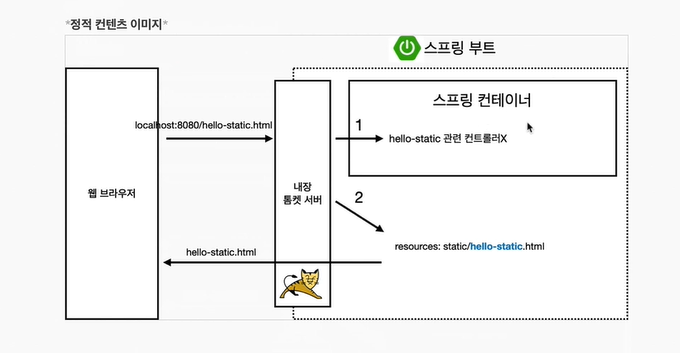 *정적 컨텐츠 이미지*
스프링 부트
스프링 컨테이너
localhost:8080/hello-static.html
1
hello-static 관련 컨트롤러X
웹 브라우저
내장
톰켓 서버
2
hello-static.html
resources: static/hello-static.html